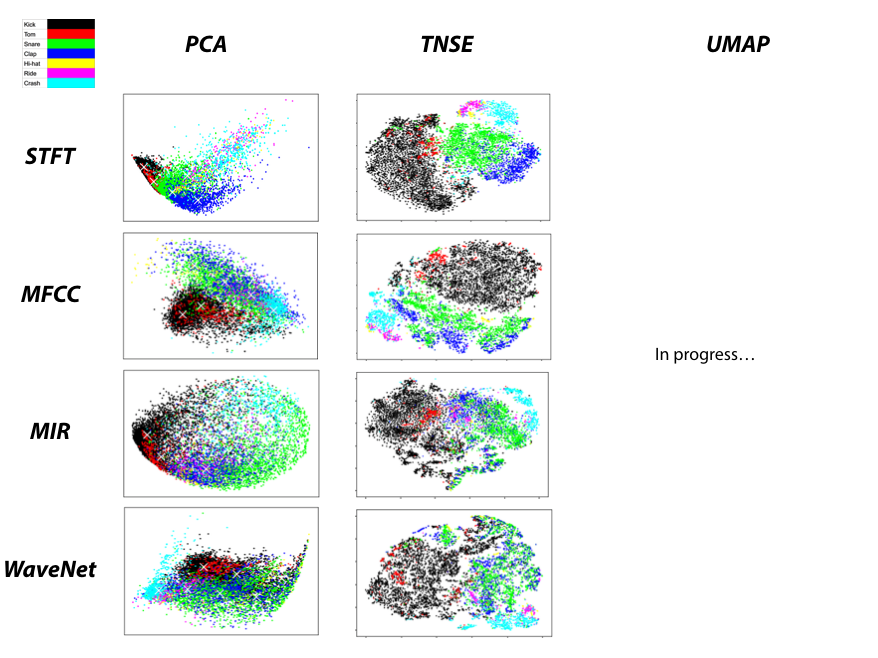 Kick
Tom
Snare
Clap
Hi-hat
Ride
Crash
PCA TNSE UMAP
STFT
MFCC
In progress…
MIR
WaveNet